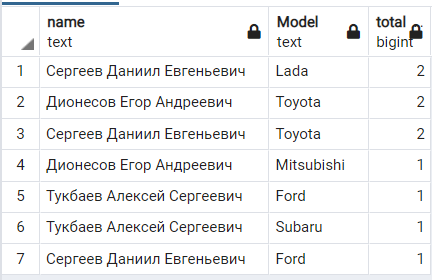 name Model total
text text bigint
1 Сергеев Даниил Евгеньевич Lada 2
2 Дионесов Егор Андреевич Toyota 2
3 Сергеев Даниил Евгеньевич Toyota 2
4 Дионесов Егор Андреевич Mitsubishi 1
5 Тукбаев Алексей Сергеевич Ford 1
6 Тукбаев Алексей Сергеевич Subaru 1
7 Сергеев Даниил Евгеньевич Ford 1